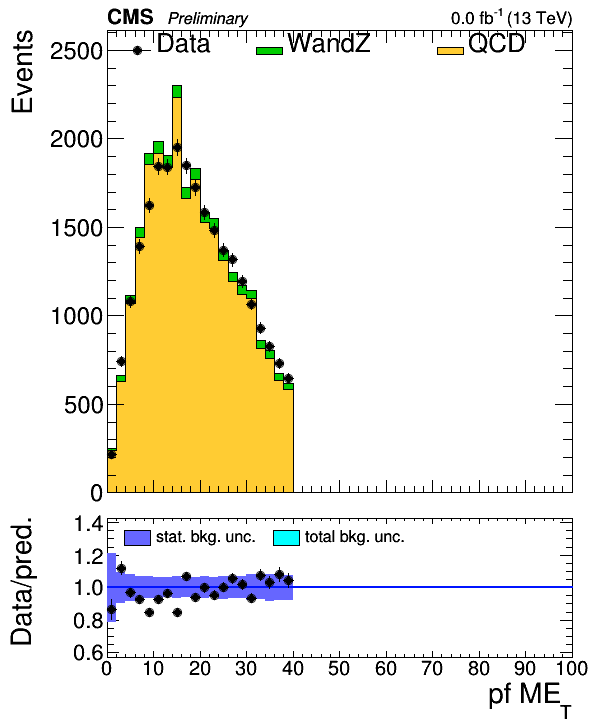 CMS Preliminary 0.0 fb-1 (13 TeV)
Data WandZ QCD
Events
2500
2000
1500
1000
500
0
Data/pred.
1.4
1.2
1.0
0.8
0.6
stat. bkg. unc. total bkg. unc.
0 10 20 30 40 50 60 70 80 90 100
pf MET